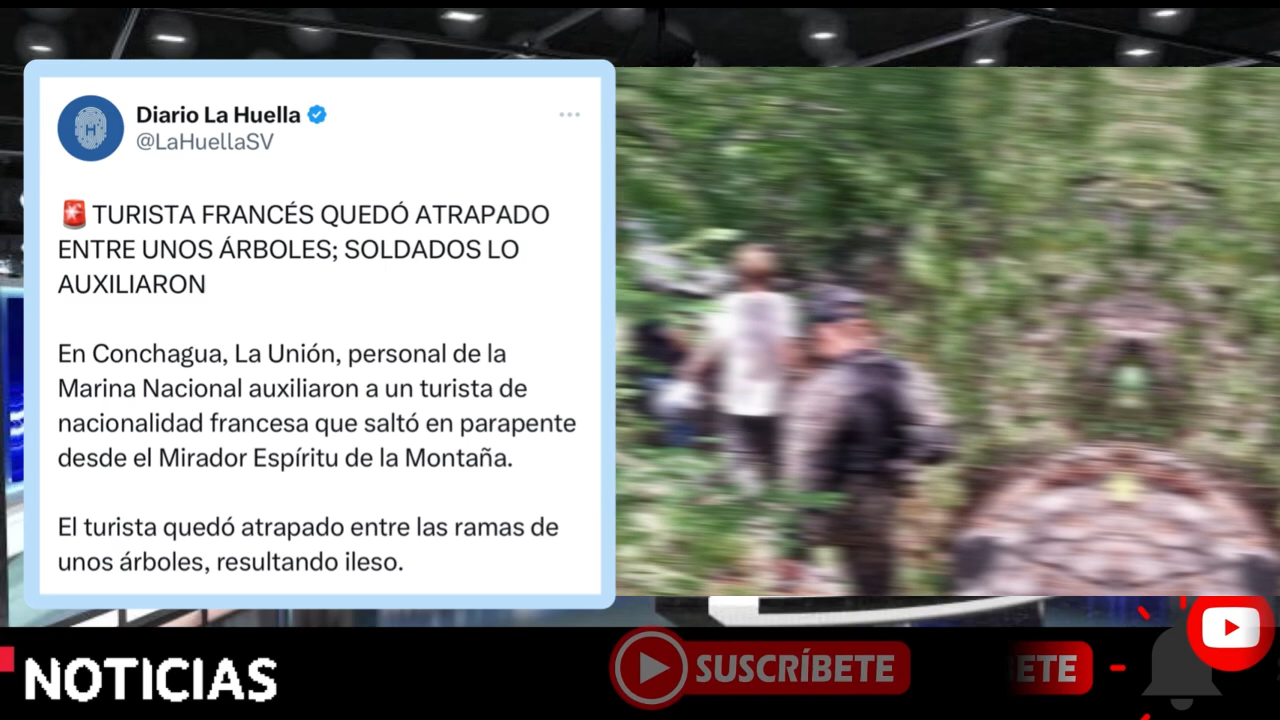 Diario La Huella
@LaHuellaSV
🚨 TURISTA FRANCÉS QUEDÓ ATRAPADO
ENTRE UNOS ÁRBOLES; SOLDADOS LO
AUXILIARON
En Conchagua, La Unión, personal de la
Marina Nacional auxiliaron a un turista de
nacionalidad francesa que saltó en parapente
desde el Mirador Espíritu de la Montaña.
El turista quedó atrapado entre las ramas de
unos árboles, resultando ileso.
NOTICIAS
SUSCRÍBETE
ETE